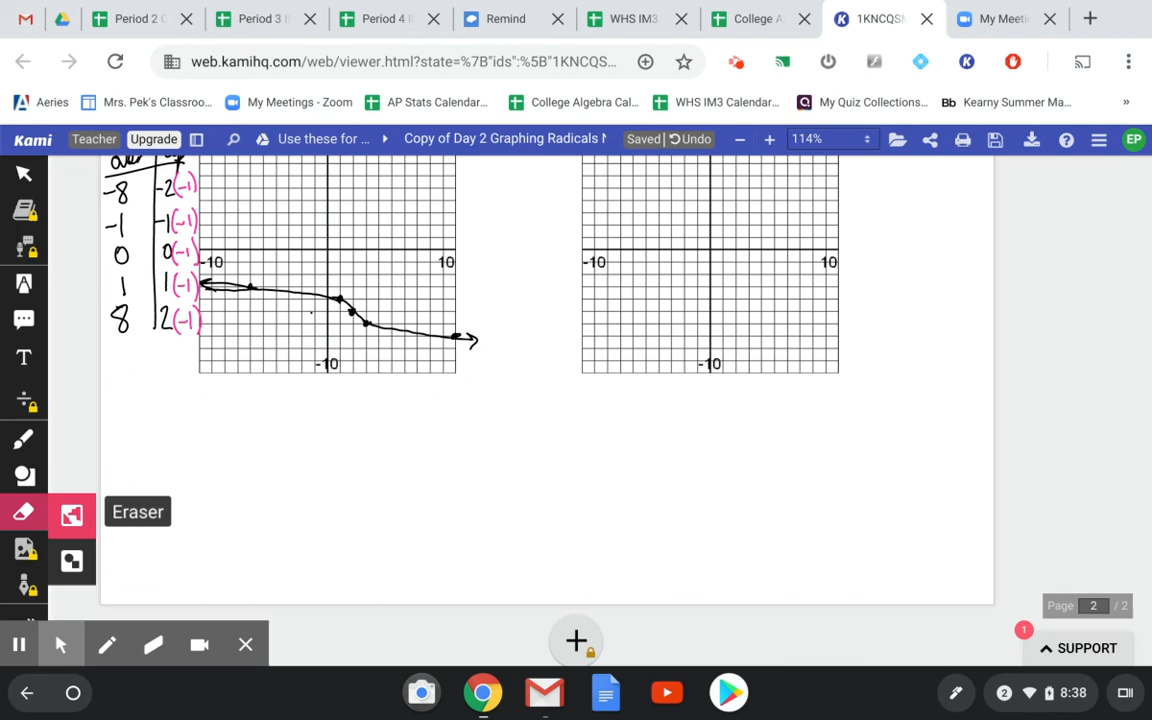 Period 2
Period 3 I
Period 4 I
Remind
WHS IM3
College A
1KNCQS
My Meeti
web.kamihq.com/web/viewer.html?state=%7B"ids":%5B"1KNCQS...
Aeries
Mrs. Pek's Classroo...
My Meetings - Zoom
AP Stats Calendar...
College Algebra Cal...
WHS IM3 Calendar...
My Quiz Collections...
Bb Kearny Summer Ma...
»
Kami
Teacher
Upgrade
Use these for ...
Copy of Day 2 Graphing Radicals N
Saved | Undo
114%
EP
-8 -2(-1)
-1 -1(-1)
0 0(-1)
1 1(-1)
8 2(-1)
-10 10
-10
-10 10
-10
Eraser
Page 2 / 2
1
SUPPORT
2
8:38